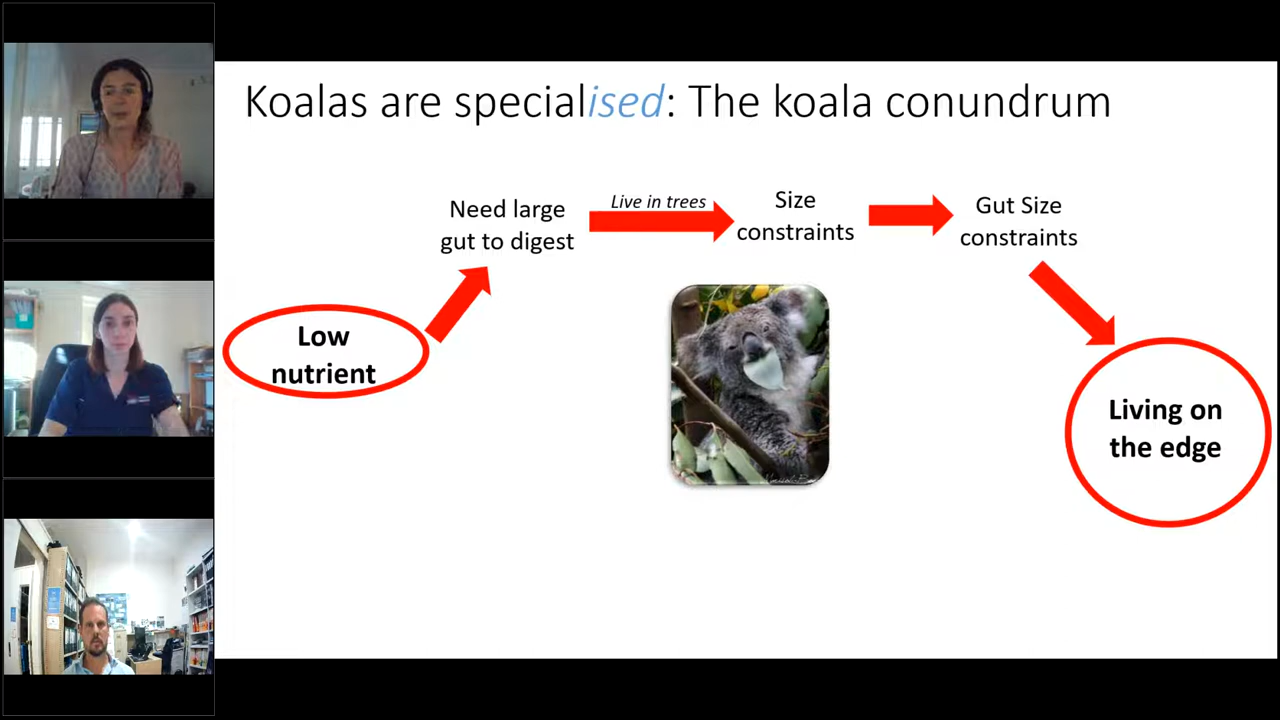 Koalas are specialised: The koala conundrum
Live in trees
Need large
gut to digest
Size
constraints
Gut Size
constraints
Low
nutrient
Living on
the edge